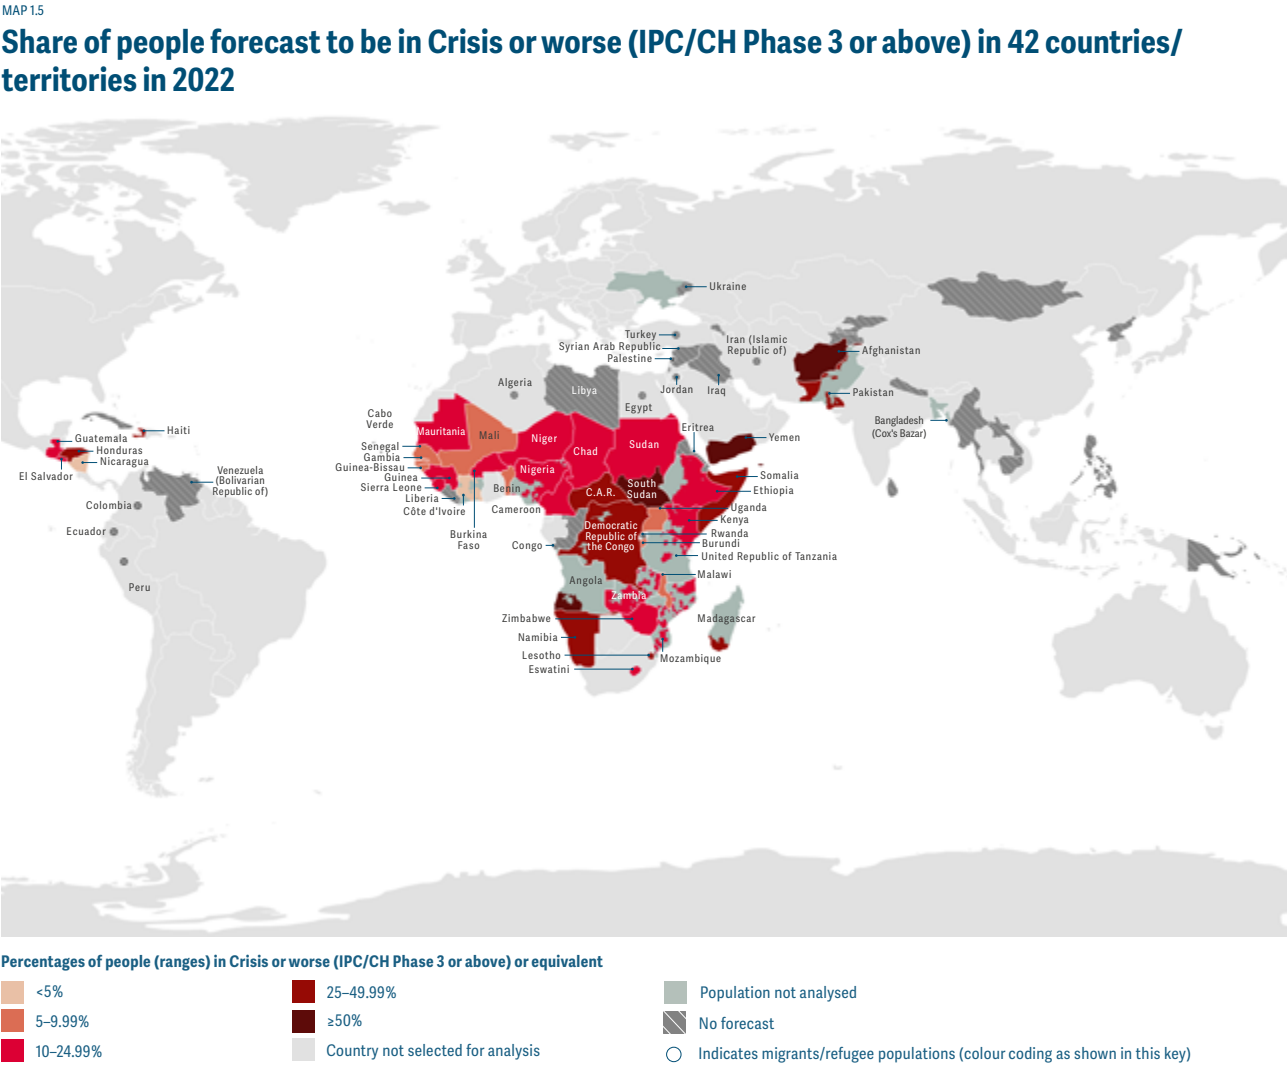 MAP 1.5
Share of people forecast to be in Crisis or worse (IPC/CH Phase 3 or above) in 42 countries/
territories in 2022
Ukraine
Turkey
Syrian Arab Republic
Palestine
Iran (Islamic
Republic of)
Afghanistan
Jordan
Iraq
Pakistan
Algeria
Libya
Egypt
Bangladesh
(Cox's Bazar)
Cabo
Verde
Mauritania
Mali
Niger
Chad
Sudan
Eritrea
Yemen
Haiti
Guatemala
Honduras
Nicaragua
El Salvador
Venezuela
(Bolivarian
Republic of)
Colombia
Ecuador
Peru
Senegal
Gambia
Guinea-Bissau
Guinea
Sierra Leone
Liberia
Côte d'Ivoire
Burkina
Faso
Nigeria
Benin
Cameroon
C.A.R.
South
Sudan
Somalia
Ethiopia
Uganda
Kenya
Rwanda
Burundi
United Republic of Tanzania
Democratic
Republic of
the Congo
Congo
Malawi
Angola
Zambia
Zimbabwe
Namibia
Lesotho
Eswatini
Mozambique
Madagascar
Percentages of people (ranges) in Crisis or worse (IPC/CH Phase 3 or above) or equivalent
<5%
5–9.99%
10–24.99%
25–49.99%
≥50%
Country not selected for analysis
Population not analysed
No forecast
Indicates migrants/refugee populations (colour coding as shown in this key)